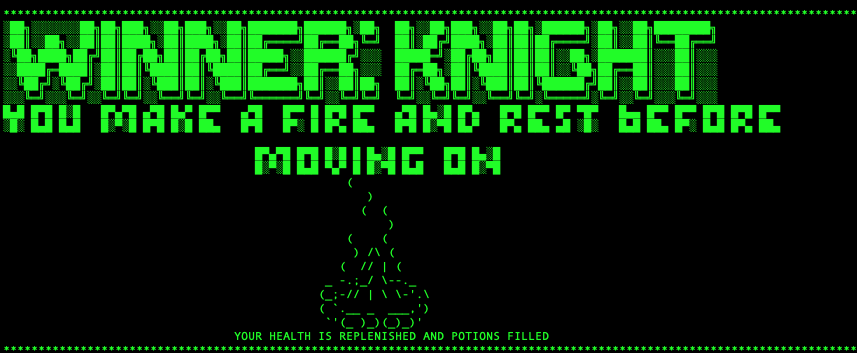 WINNER! KNIGHT
YOU MAKE A FIRE AND REST BEFORE
MOVING ON
YOUR HEALTH IS REPLENISHED AND POTIONS FILLED